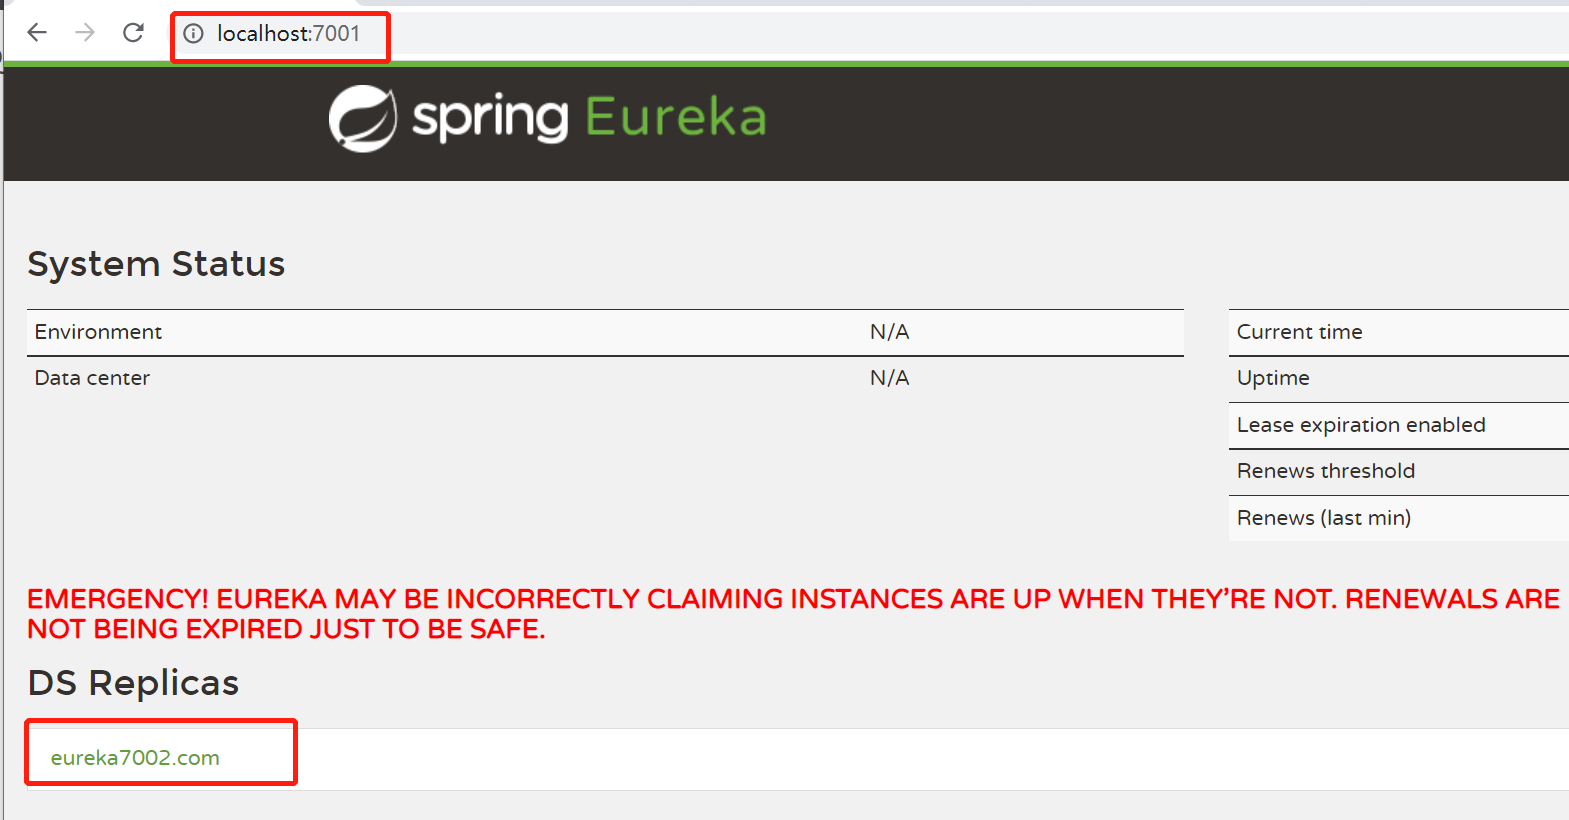 localhost:7001
spring Eureka
System Status
Environment N/A
Data center N/A
Current time
Uptime
Lease expiration enabled
Renews threshold
Renews (last min)
EMERGENCY! EUREKA MAY BE INCORRECTLY CLAIMING INSTANCES ARE UP WHEN THEY’RE NOT. RENEWALS ARE
NOT BEING EXPIRED JUST TO BE SAFE.
DS Replicas
eureka7002.com